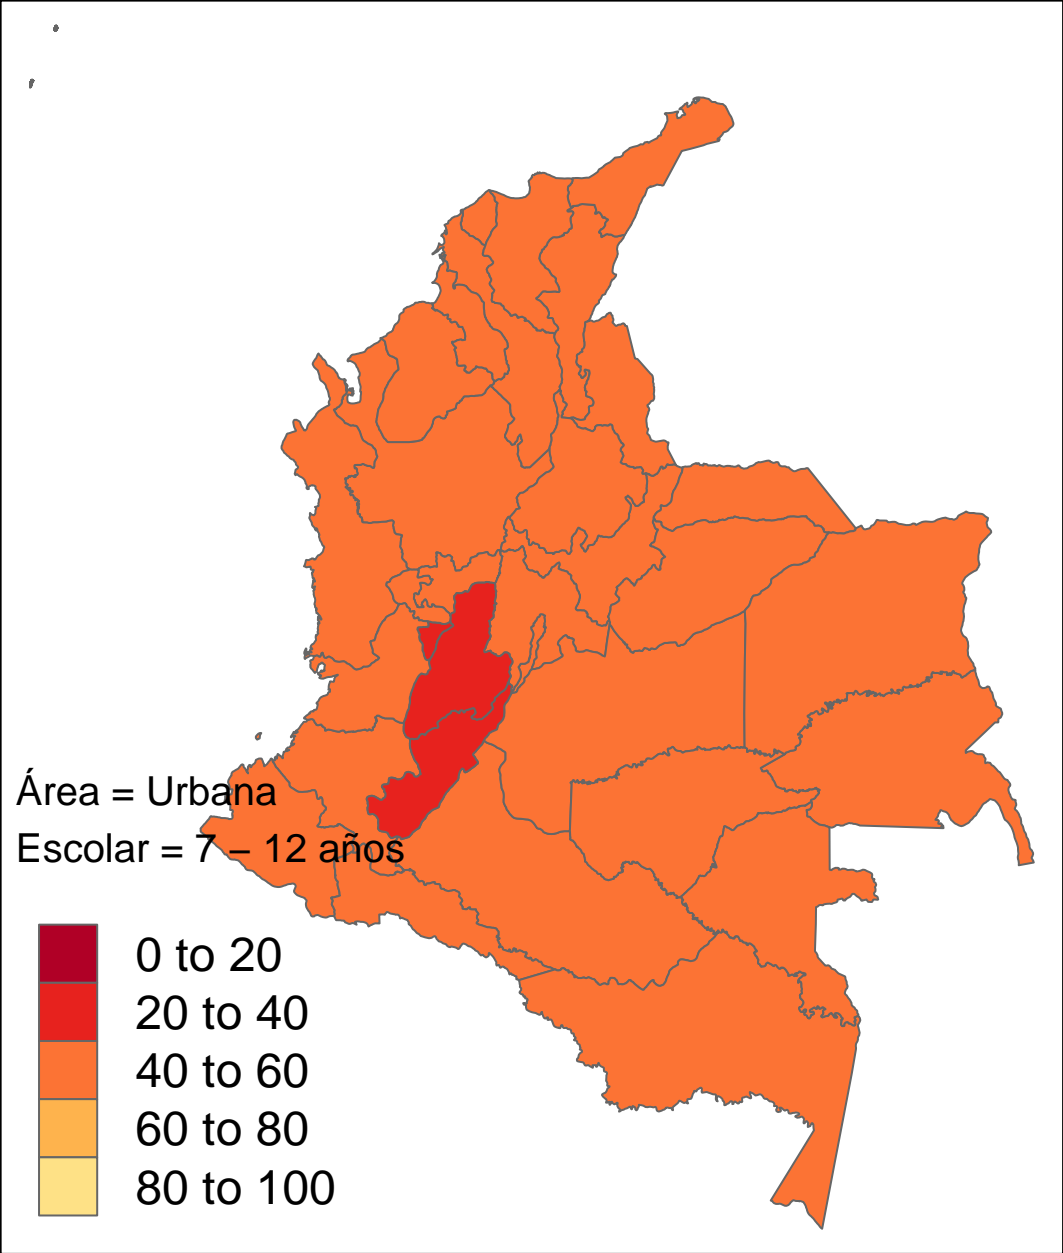 Área = Urbana
Escolar = 7 – 12 años
0 to 20
20 to 40
40 to 60
60 to 80
80 to 100